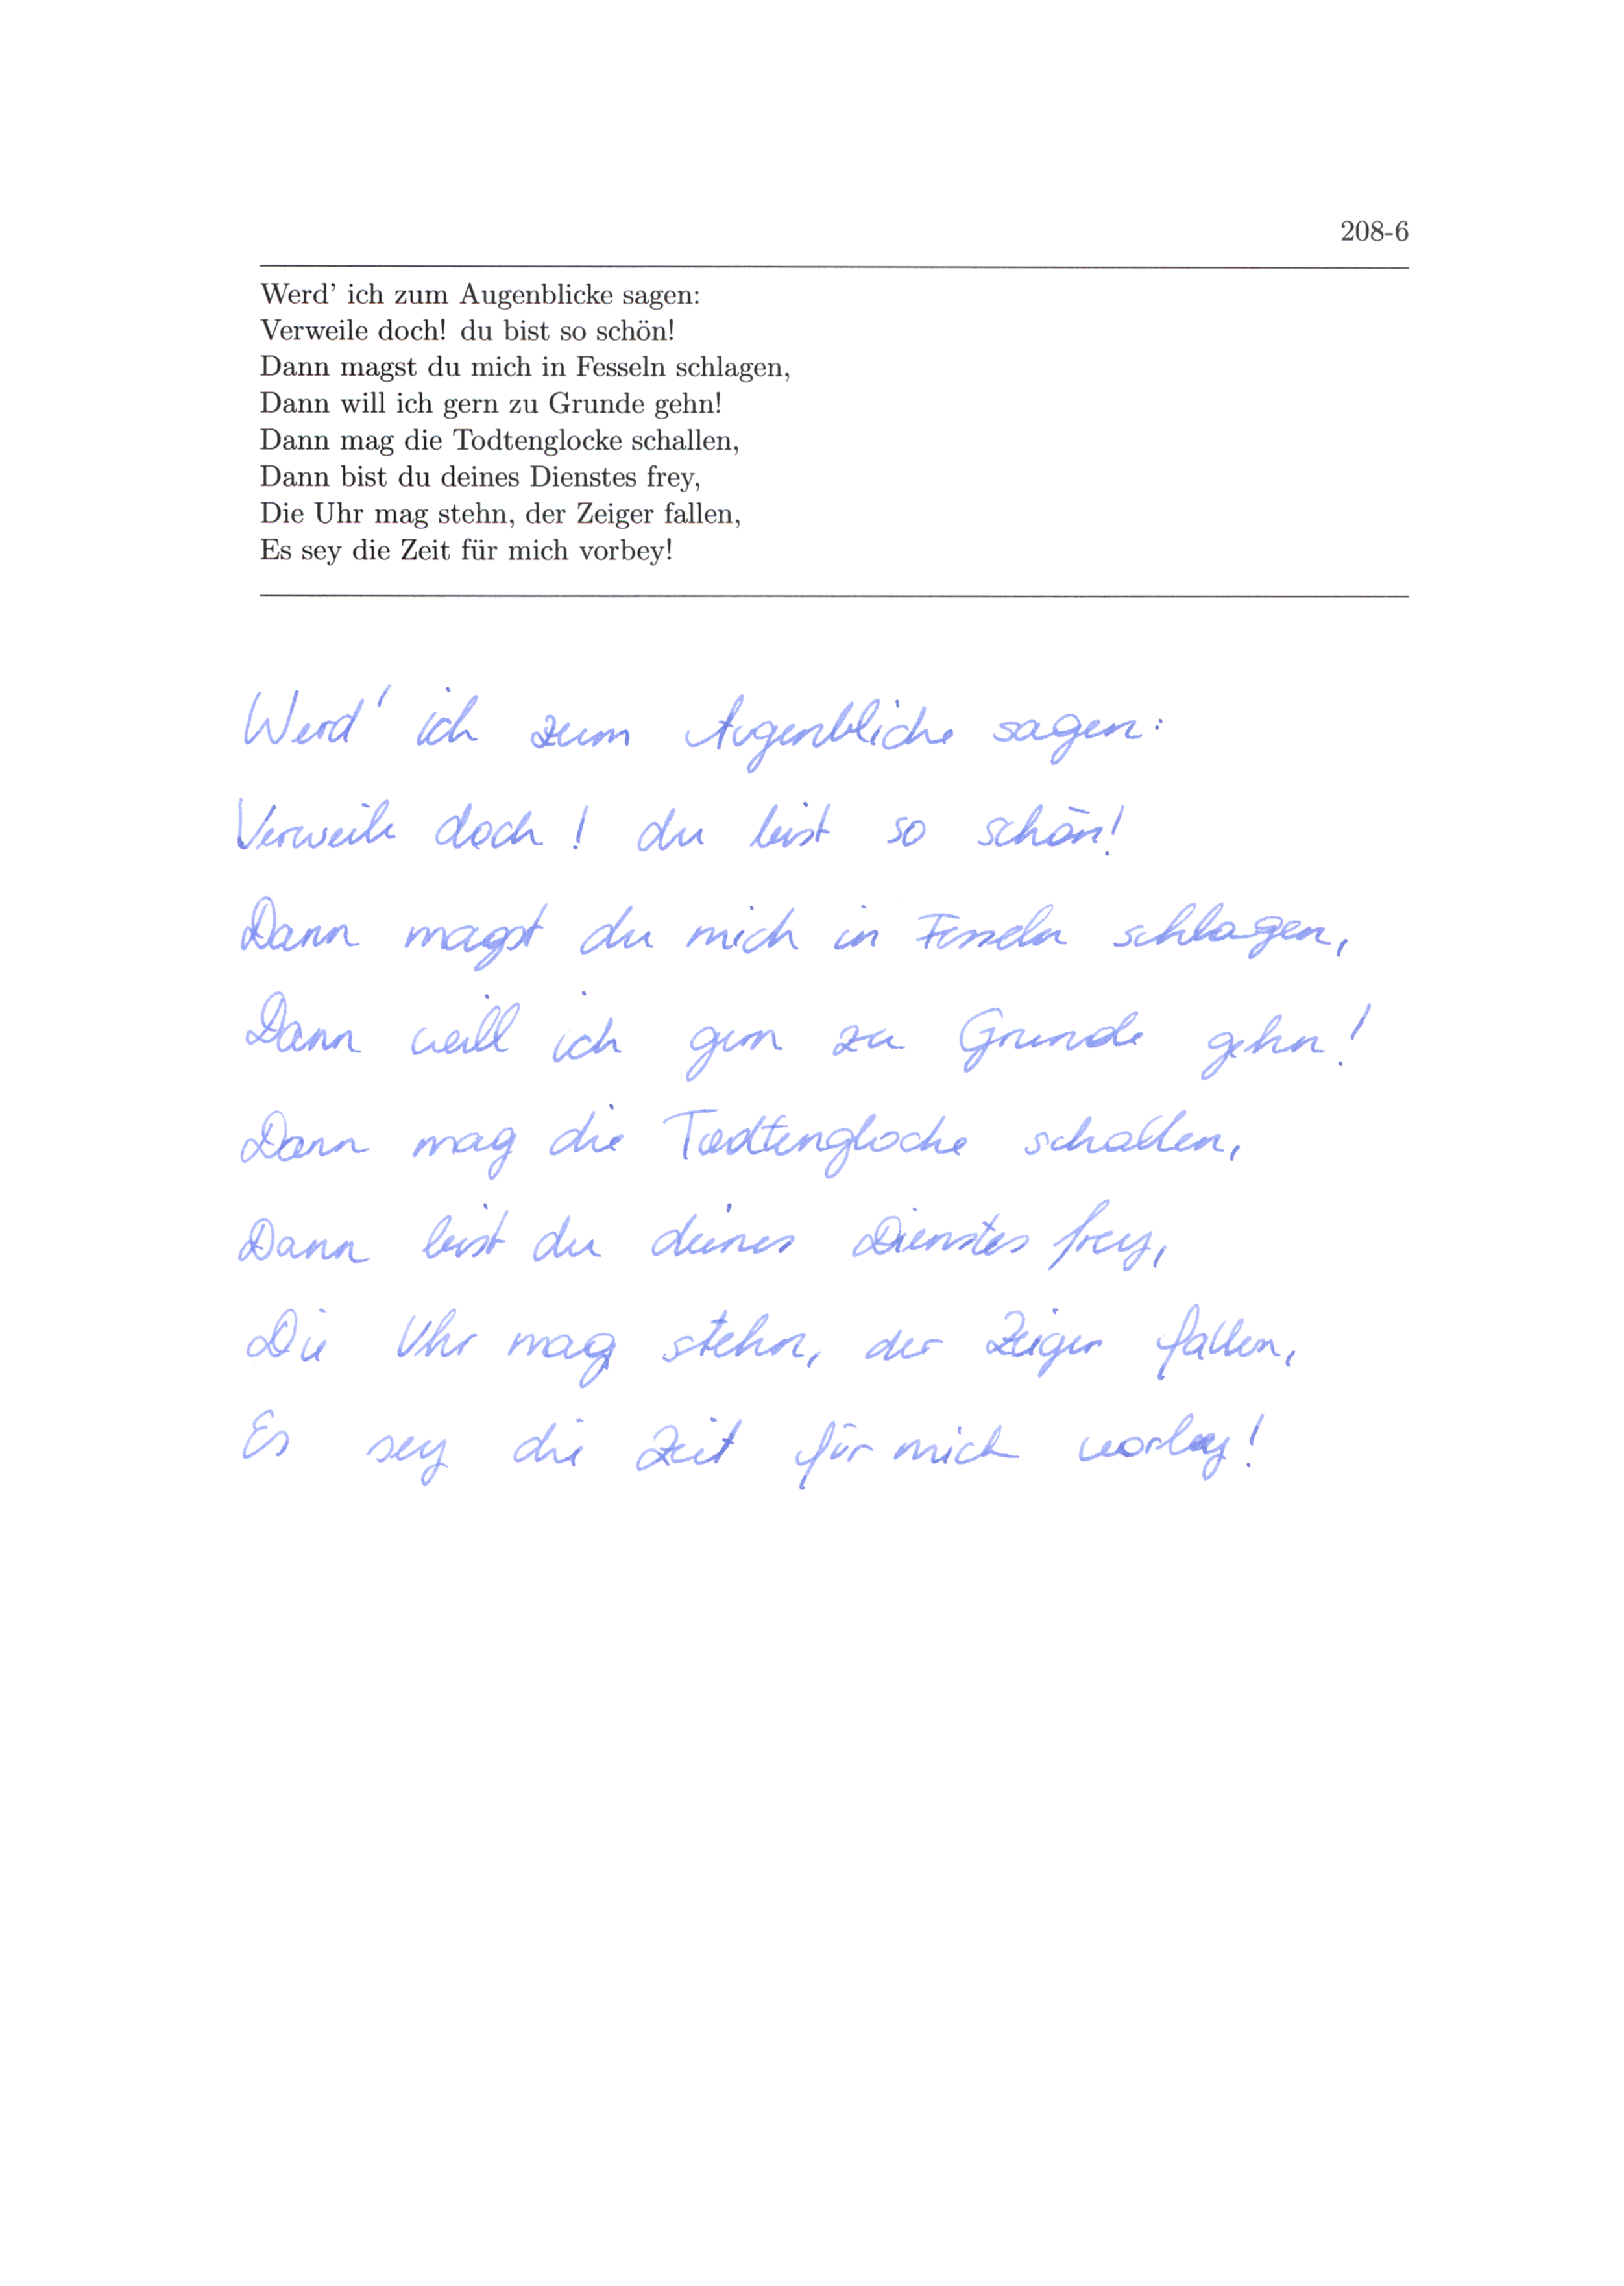 208-6
Werd’ ich zum Augenblicke sagen:
Verweile doch! du bist so schön!
Dann magst du mich in Fesseln schlagen,
Dann will ich gern zu Grunde gehn!
Dann mag die Todtenglocke schallen,
Dann bist du deines Dienstes frey,
Die Uhr mag stehn, der Zeiger fallen,
Es sey die Zeit für mich vorbey!
Werd' ich zum Augenblicke sagen:
Verweile doch! du bist so schön!
Dann magst du mich in Fesseln schlagen,
Dann will ich gern zu Grunde gehn!
Dann mag die Todtenglocke schallen,
Dann bist du deines Dienstes frey,
Die Uhr mag stehn, der Zeiger fallen,
Es sey die Zeit für mich vorbey!